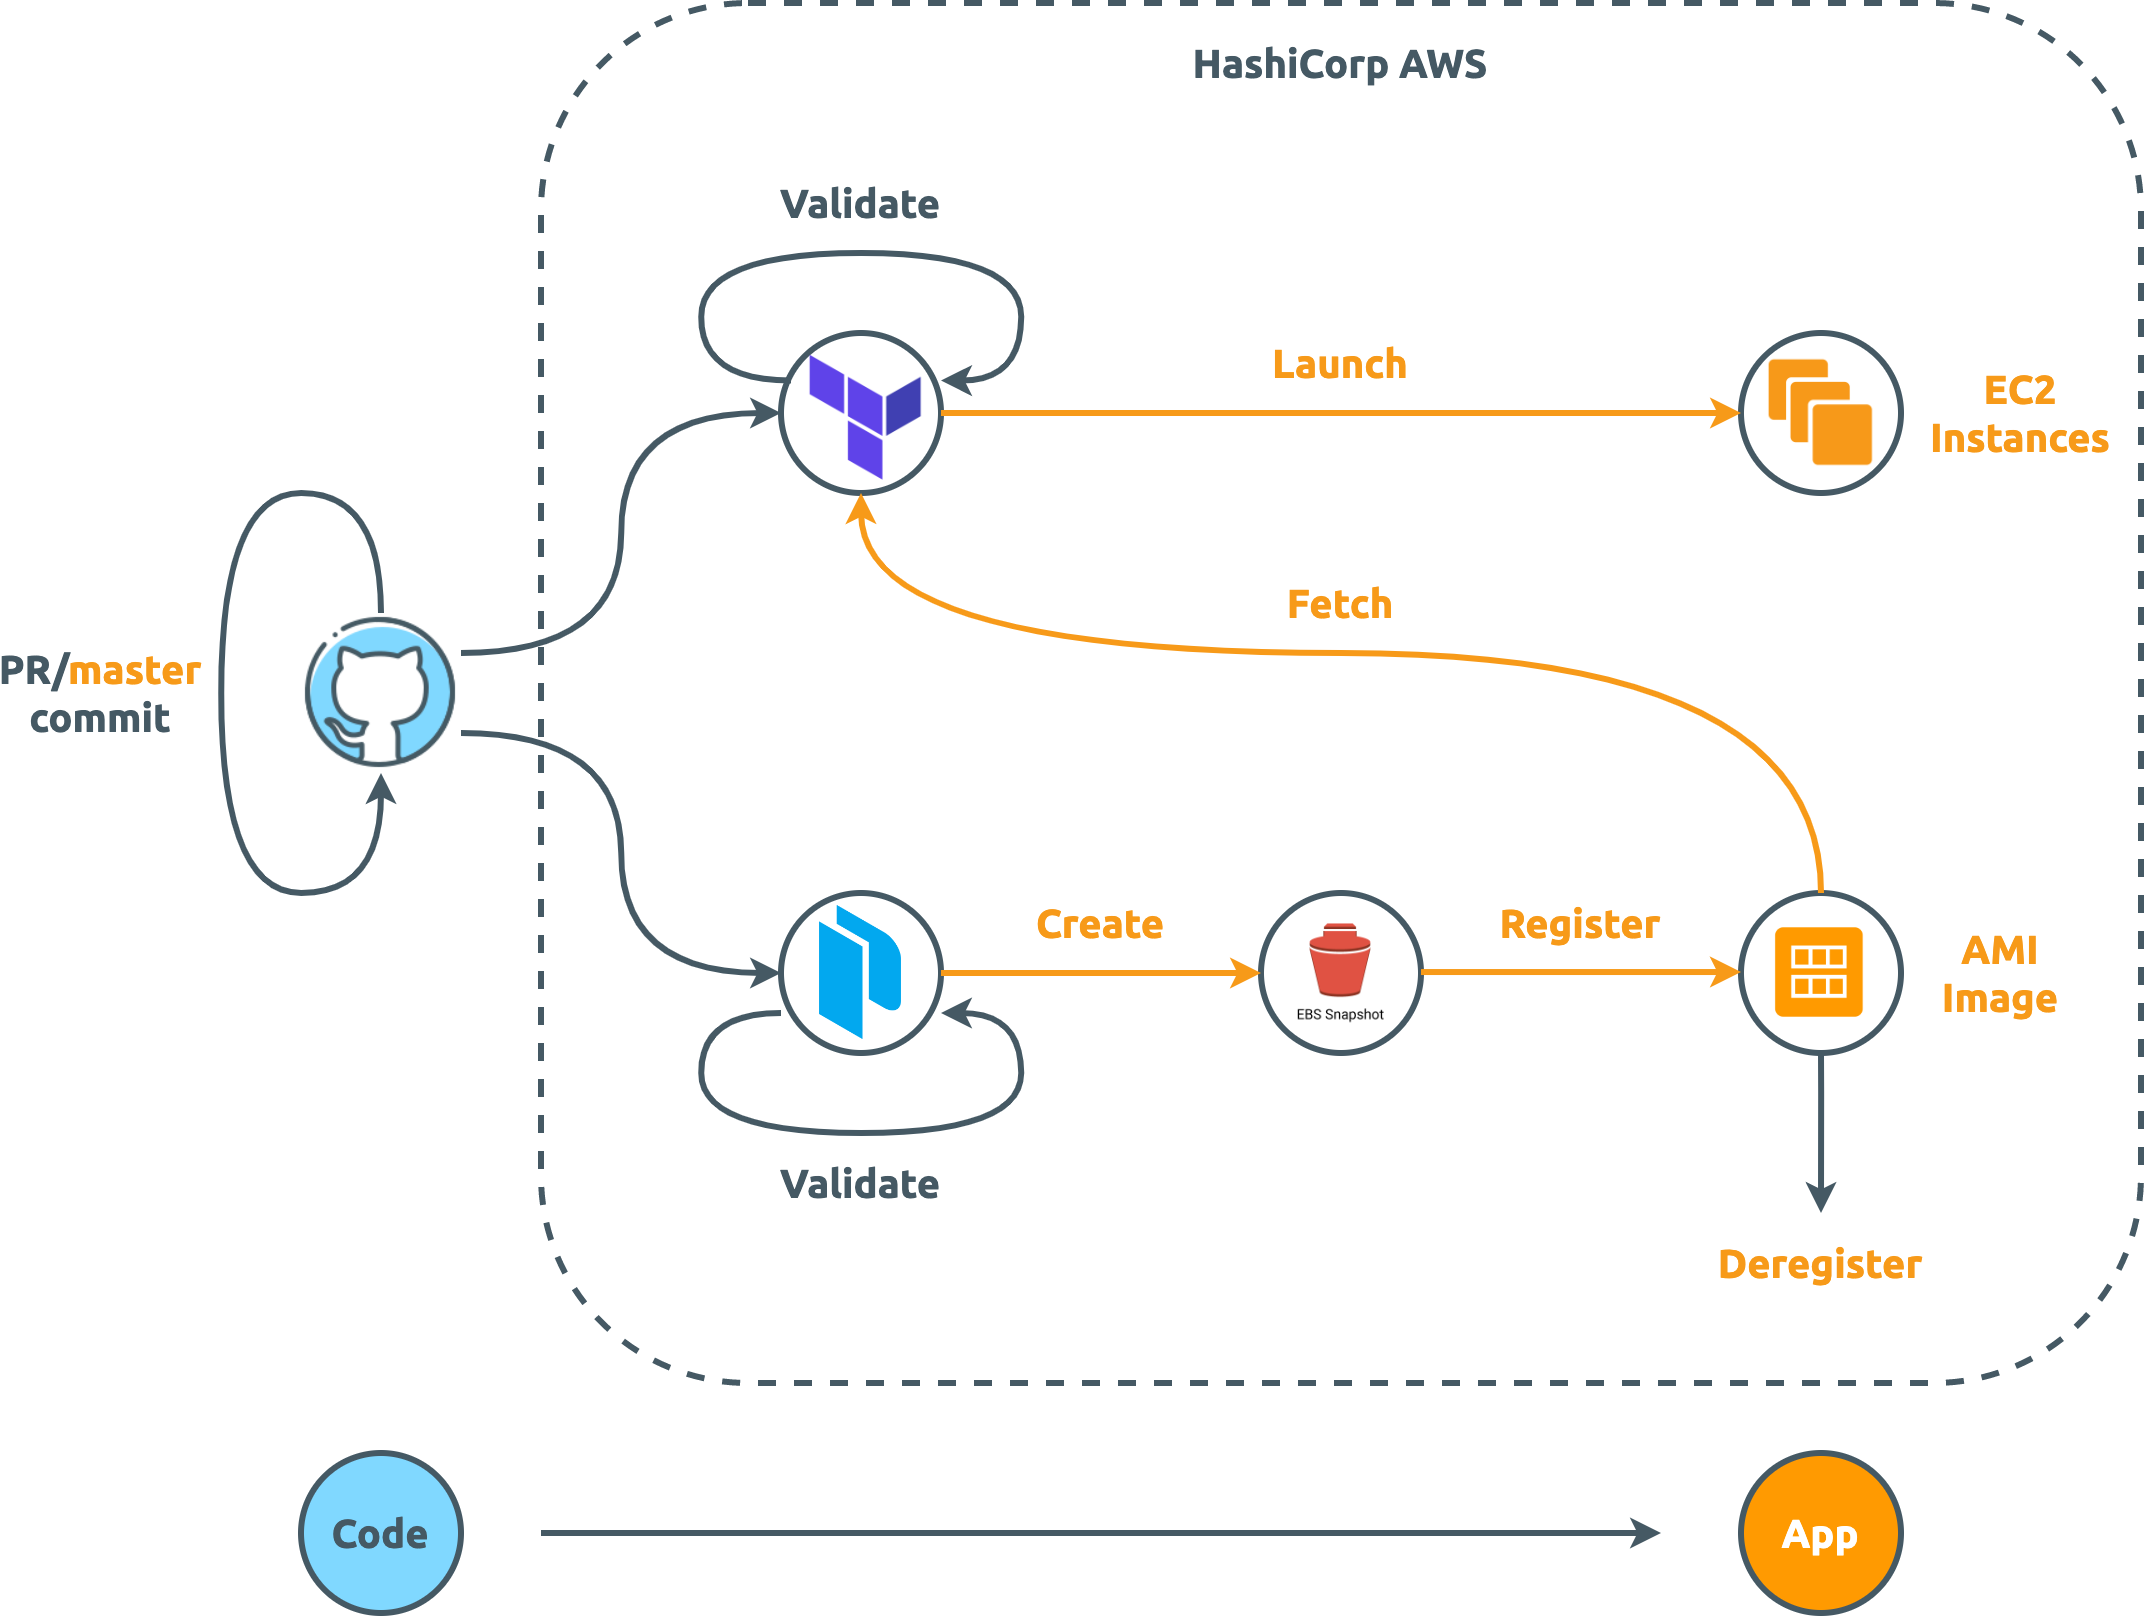 HashiCorp AWS
Validate
Launch
EC2
Instances
Fetch
PR/master
commit
Create
EBS Snapshot
Register
AMI
Image
Validate
Deregister
Code
App